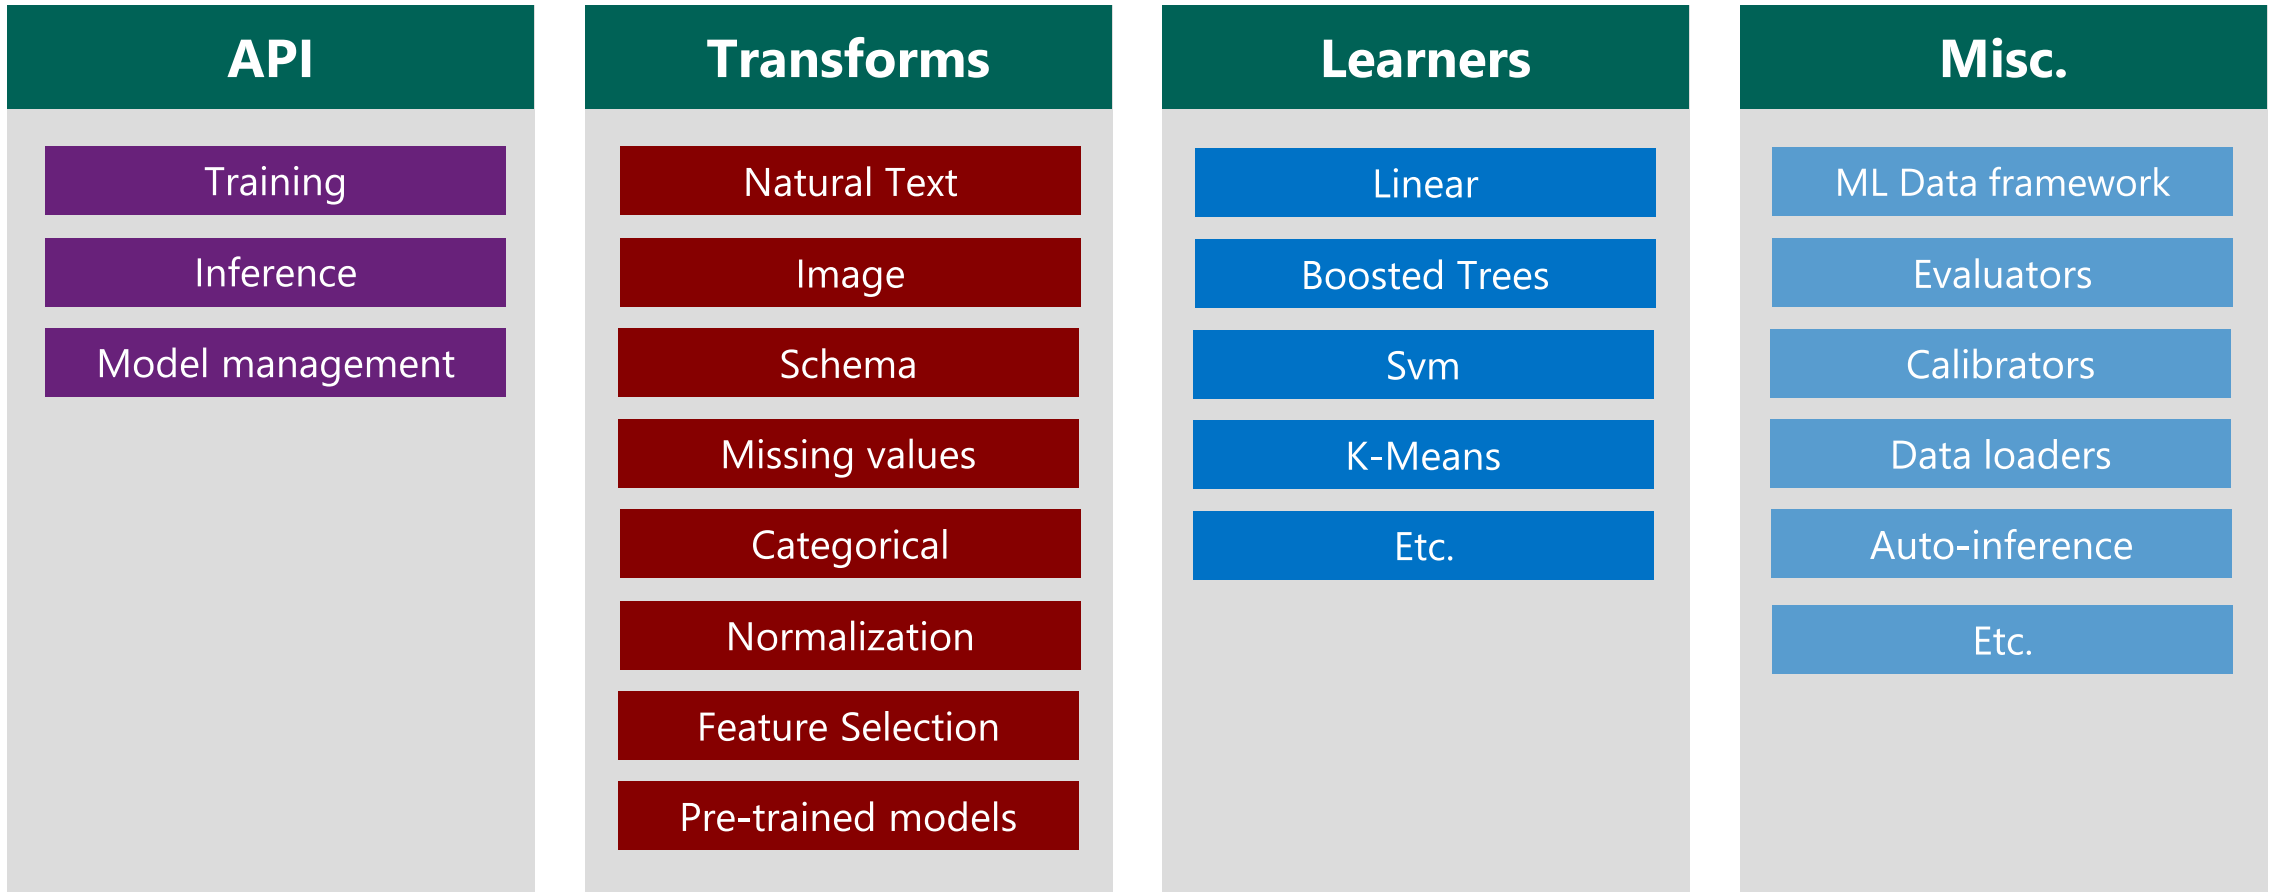 API
Training
Inference
Model management
Transforms
Natural Text
Image
Schema
Missing values
Categorical
Normalization
Feature Selection
Pre-trained models
Learners
Linear
Boosted Trees
Svm
K-Means
Etc.
Misc.
ML Data framework
Evaluators
Calibrators
Data loaders
Auto-inference
Etc.